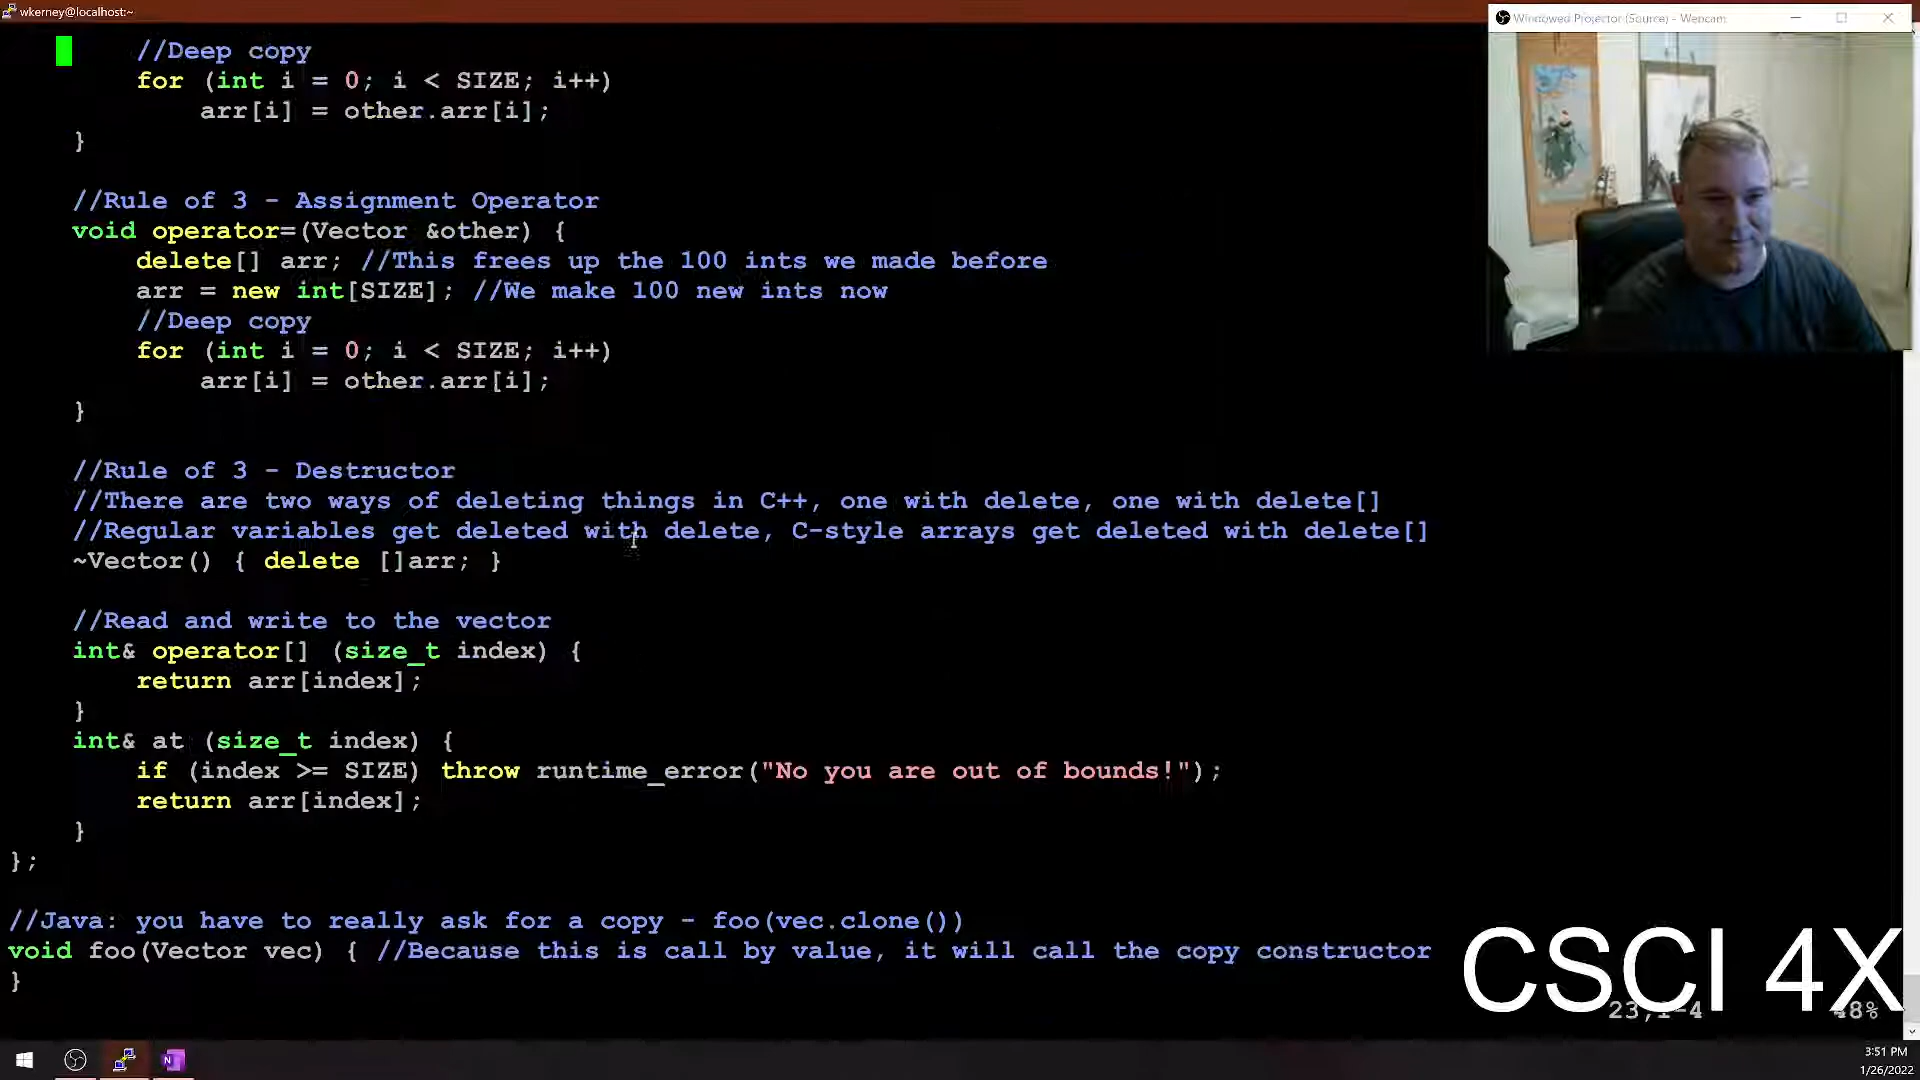 wkerney@localhost:~
Windowed Projector (Source) - Webcam
//Deep copy
for (int i = 0; i < SIZE; i++)
arr[i] = other.arr[i];
}
//Rule of 3 - Assignment Operator
void operator=(Vector &other) {
delete[] arr; //This frees up the 100 ints we made before
arr = new int[SIZE]; //We make 100 new ints now
//Deep copy
for (int i = 0; i < SIZE; i++)
arr[i] = other.arr[i];
}
//Rule of 3 - Destructor
//There are two ways of deleting things in C++, one with delete, one with delete[]
//Regular variables get deleted with delete, C-style arrays get deleted with delete[]
~Vector() { delete []arr; }
//Read and write to the vector
int& operator[] (size_t index) {
return arr[index];
}
int& at (size_t index) {
if (index >= SIZE) throw runtime_error("No you are out of bounds!");
return arr[index];
}
};
//Java: you have to really ask for a copy - foo(vec.clone())
void foo(Vector vec) { //Because this is call by value, it will call the copy constructor
}
CSCI 4X
23,1-4 48%
3:51 PM
1/26/2022